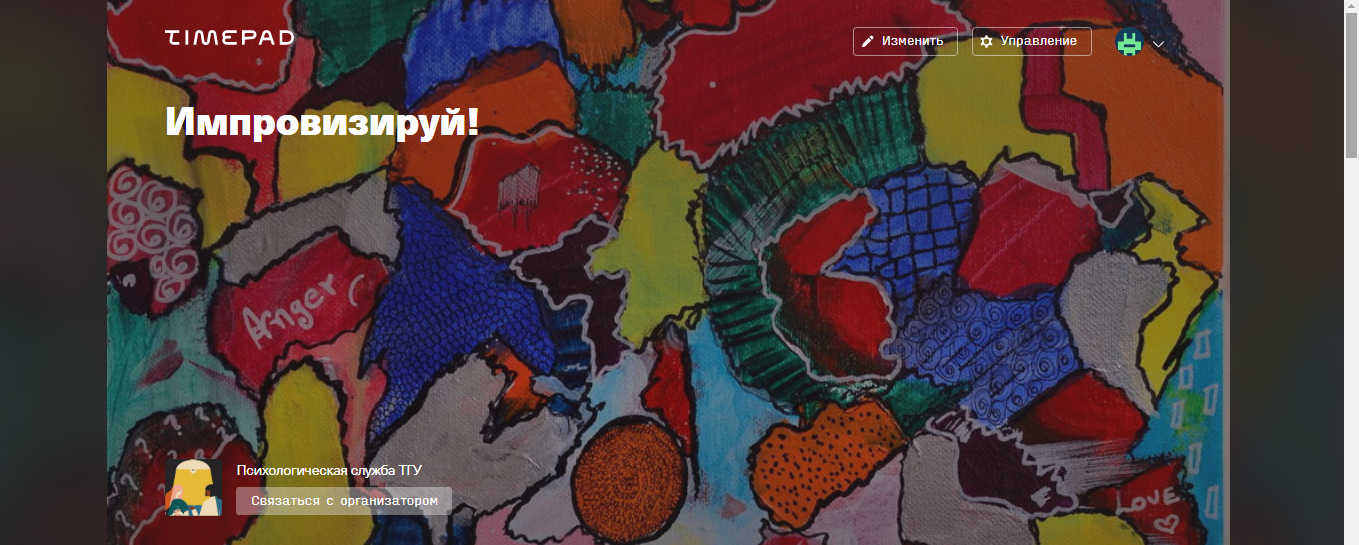 TIMEPAD
Изменить
Управление
Импровизируй!
Anger
Психологическая служба ТГУ
Связаться с организатором
LOVE